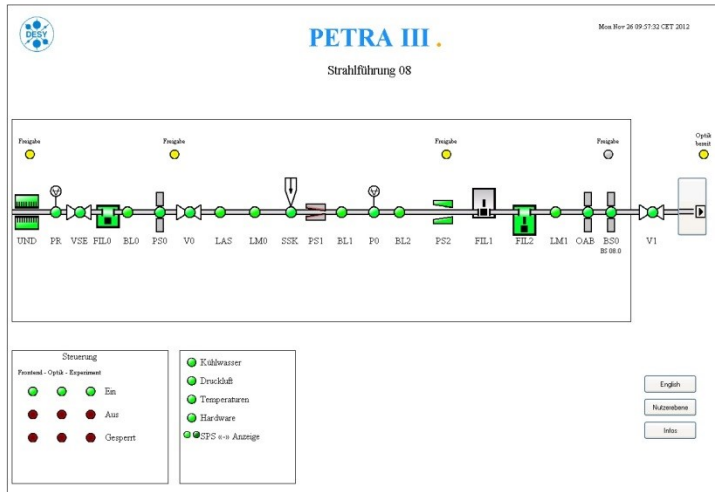 DESY
PETRA III .
Mon Nov 26 09:57:32 CET 2012
Strahlführung 08
Freigabe Freigabe Freigabe Freigabe Optik
bereit
UND PR VSE FIL0 BL0 PS0 V0 LAS LM0 SSK PS1 BL1 P0 BL2 PS2 FIL1 FIL2 LM1 OAB BS0 V1
BS 08.0
Steuerung
Frontend - Optik - Experiment
Ein
Aus
Gesperrt
Kühlwasser
Druckluft
Temperaturen
Hardware
SPS «-» Anzeige
English
Nutzerebene
Infos